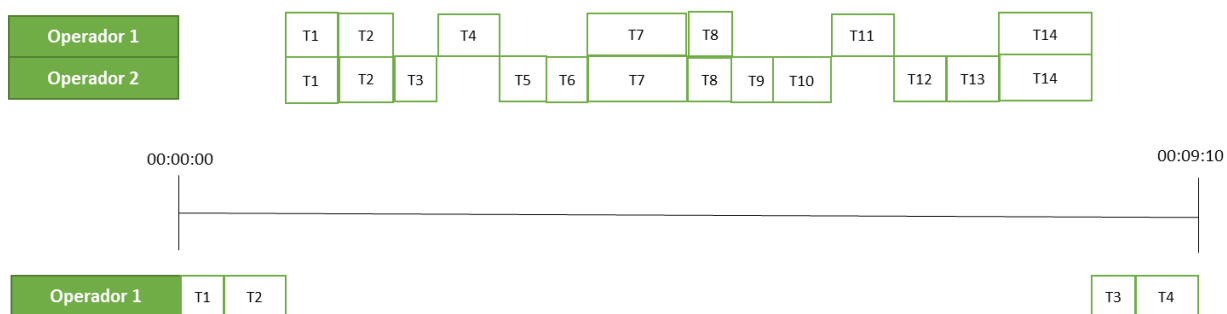 Operador 1 T1 T2 T4 T7 T8 T11 T14
Operador 2 T1 T2 T3 T5 T6 T7 T8 T9 T10 T12 T13 T14
00:00:00 00:09:10
Operador 1 T1 T2 T3 T4